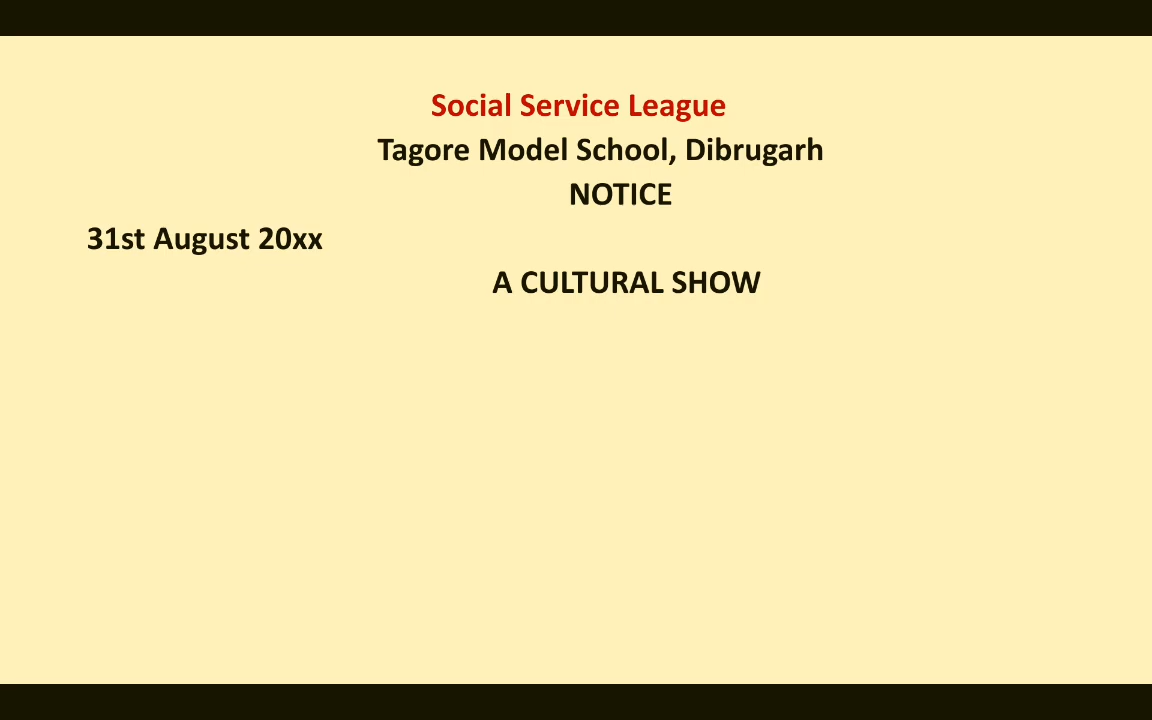 Social Service League
Tagore Model School, Dibrugarh
NOTICE
31st August 20xx
A CULTURAL SHOW